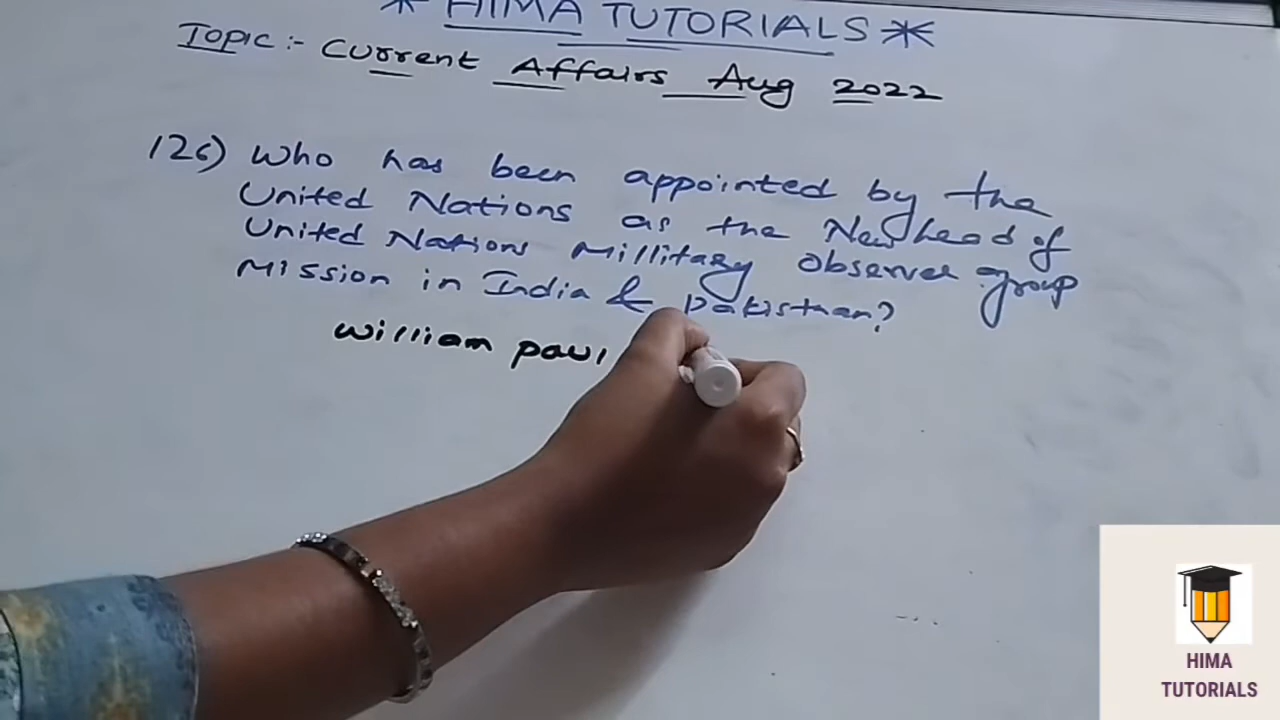 * HIMA TUTORIALS *
Topic :- Current Affairs Aug 2022
126) Who has been appointed by the
United Nations as the New head of
United Nations Millitary Observer group
Mission in India & Pakisthan?
William paul
HIMA
TUTORIALS